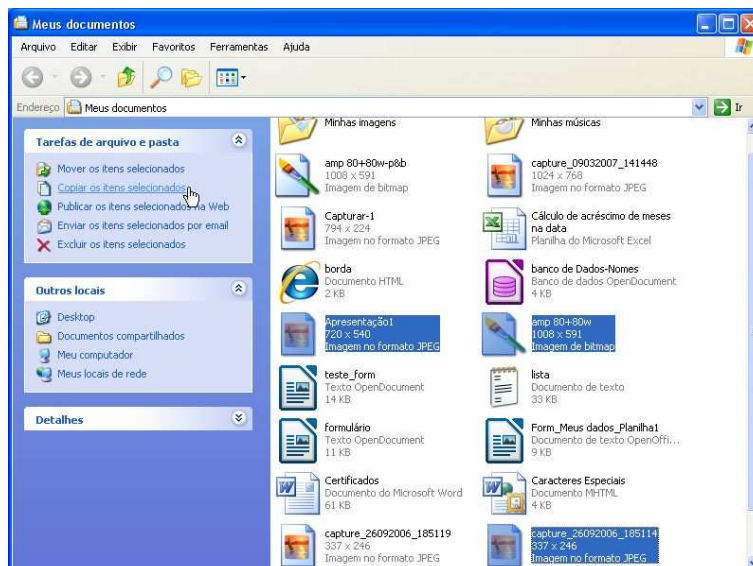 Meus documentos
Arquivo Editar Exibir Favoritos Ferramentas Ajuda
Endereço Meus documentos Ir
Tarefas de arquivo e pasta
Mover os itens selecionados
Copiar os itens selecionados
Publicar os itens selecionados na Web
Enviar os itens selecionados por email
Excluir os itens selecionados
Outros locais
Desktop
Documentos compartilhados
Meu computador
Meus locais de rede
Detalhes
Minhas imagens
Minhas músicas
amp 80+80w-p&b
1008 x 591
Imagem de bitmap
capture_09032007_141448
1024 x 768
Imagem no formato JPEG
Capturar-1
794 x 224
Imagem no formato JPEG
Cálculo de acréscimo de meses
na data
Planilha do Microsoft Excel
borda
Documento HTML
2 KB
banco de Dados-Nomes
Banco de dados OpenDocument
4 KB
Apresentação1
720 x 540
Imagem no formato JPEG
amp 80+80w
1008 x 591
Imagem de bitmap
teste_form
Texto OpenDocument
14 KB
lista
Documento de texto
33 KB
formulário
Texto OpenDocument
11 KB
Form_Meus dados_Planilha1
Documento de texto OpenOffi...
9 KB
Certificados
Documento do Microsoft Word
61 KB
Caracteres Especiais
Documento MHTML
4 KB
capture_26092006_185119
337 x 246
Imagem no formato JPEG
capture_26092006_185114
337 x 246
Imagem no formato JPEG